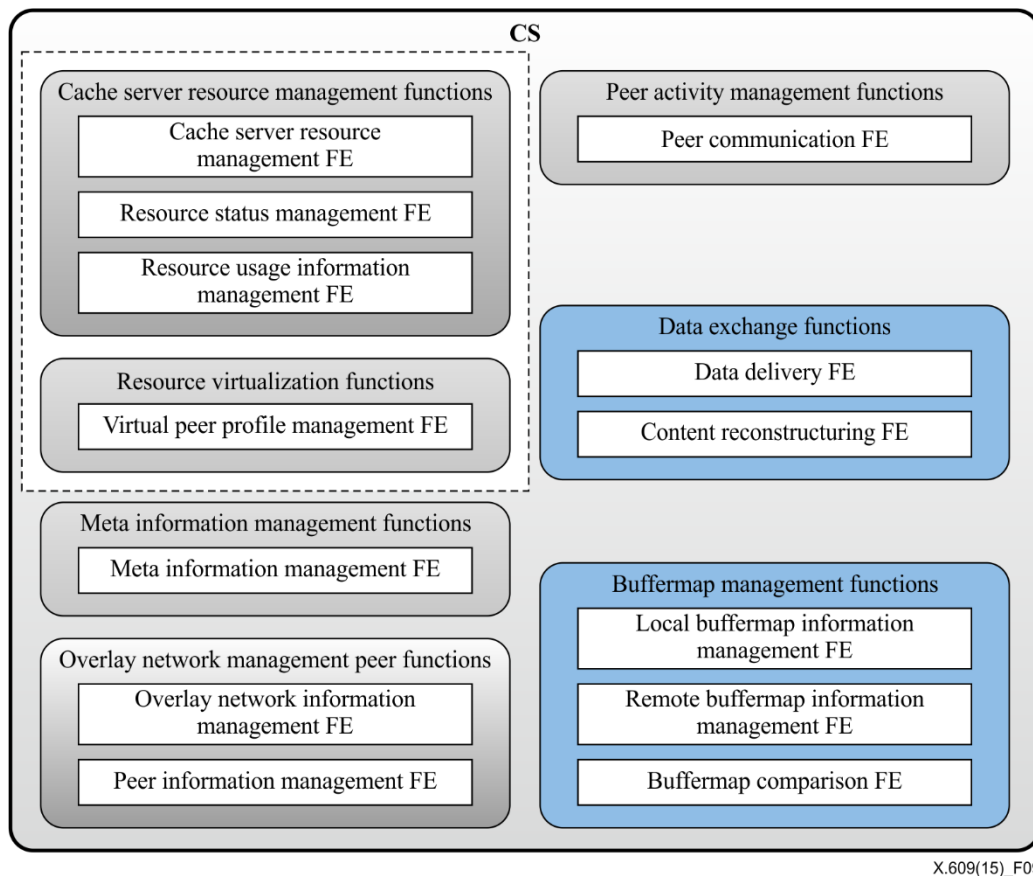 CS
Cache server resource management functions
Cache server resource
management FE
Resource status management FE
Resource usage information
management FE
Resource virtualization functions
Virtual peer profile management FE
Meta information management functions
Meta information management FE
Overlay network management peer functions
Overlay network information
management FE
Peer information management FE
Peer activity management functions
Peer communication FE
Data exchange functions
Data delivery FE
Content reconstructuring FE
Buffermap management functions
Local buffermap information
management FE
Remote buffermap information
management FE
Buffermap comparison FE
X.609(15)_F09